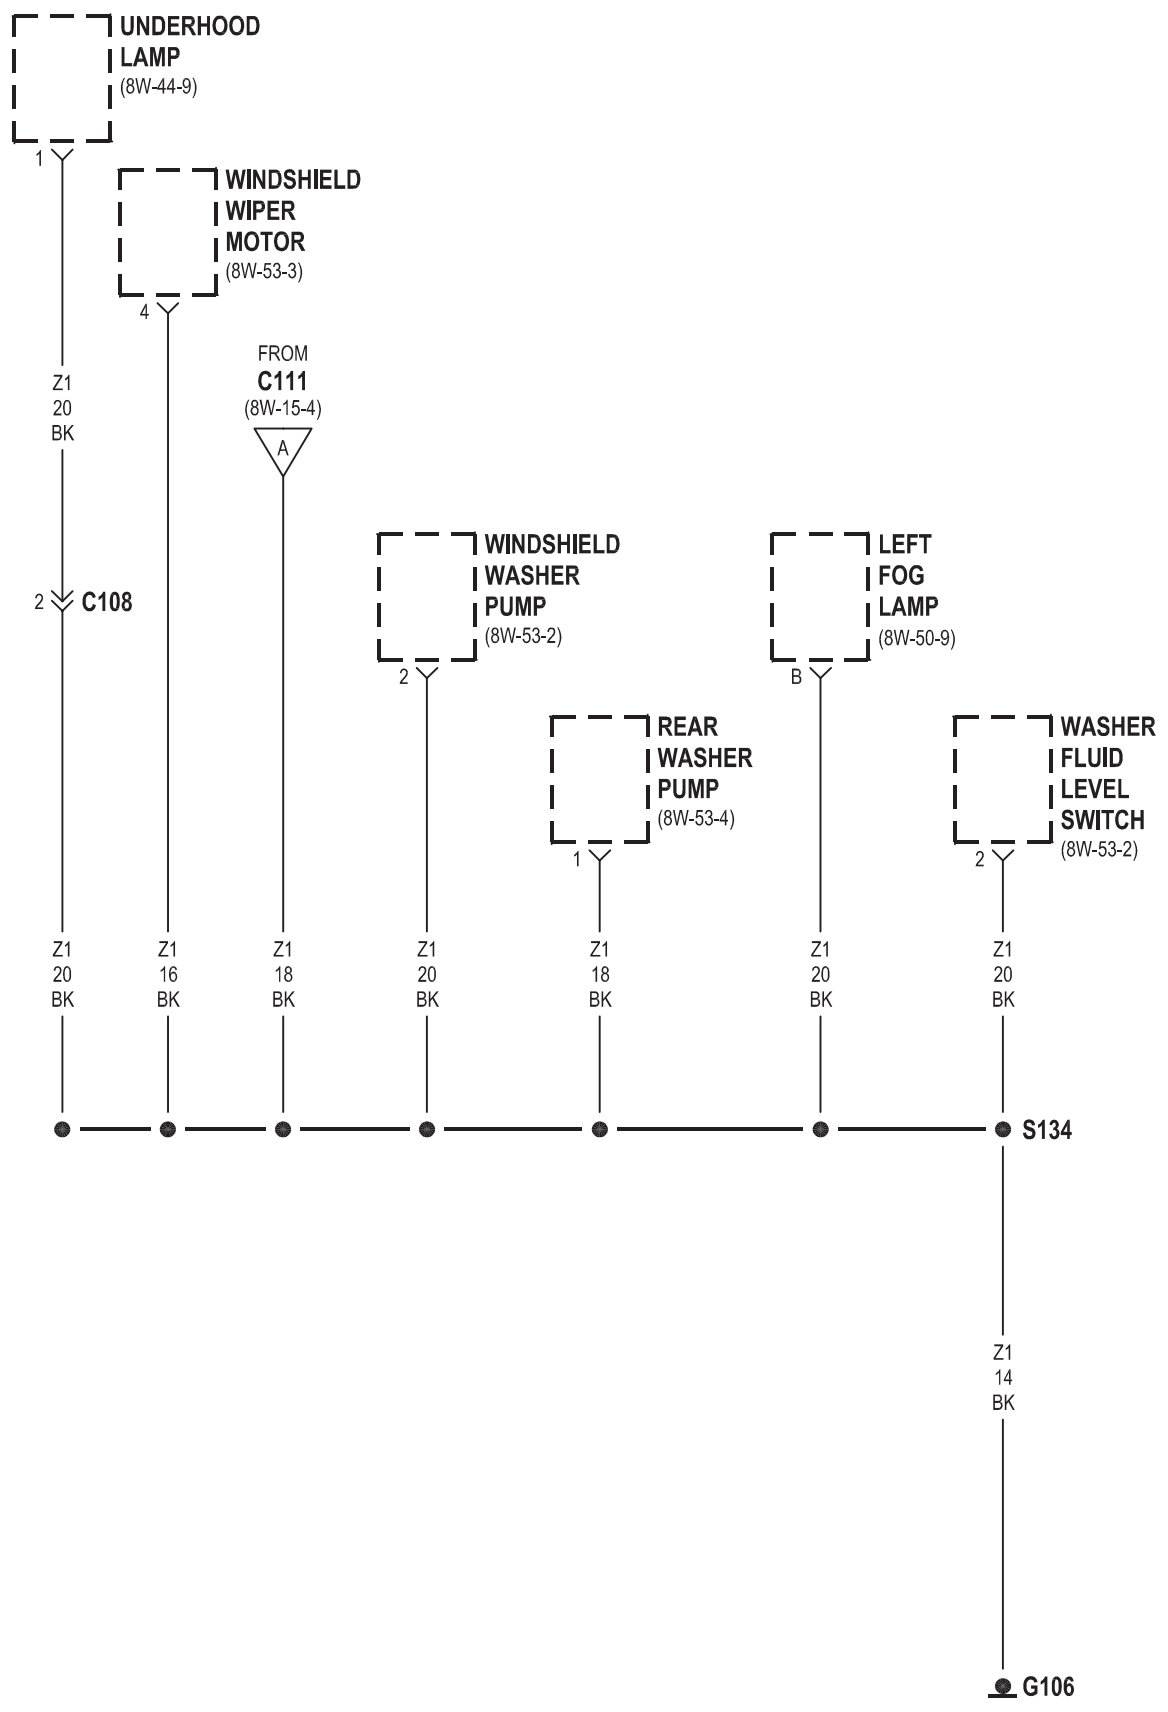 UNDERHOOD
LAMP
(8W-44-9)
1
WINDSHIELD
WIPER
MOTOR
(8W-53-3)
4
FROM
C111
(8W-15-4)
A
Z1
20
BK
2
C108
WINDSHIELD
WASHER
PUMP
(8W-53-2)
2
LEFT
FOG
LAMP
(8W-50-9)
B
REAR
WASHER
PUMP
(8W-53-4)
1
WASHER
FLUID
LEVEL
SWITCH
(8W-53-2)
2
Z1
20
BK
Z1
16
BK
Z1
18
BK
Z1
20
BK
Z1
18
BK
Z1
20
BK
Z1
20
BK
S134
Z1
14
BK
G106